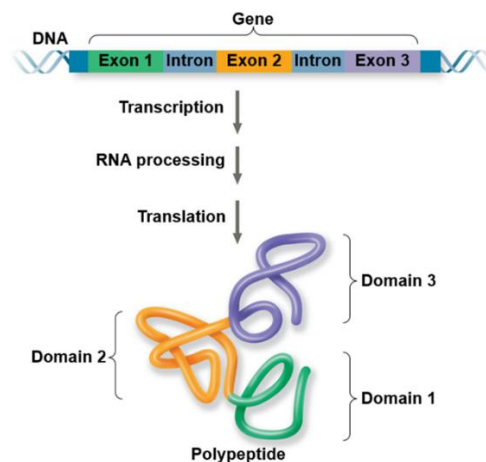 Gene
DNA
Exon 1 Intron Exon 2 Intron Exon 3
Transcription
RNA processing
Translation
Domain 3
Domain 2
Domain 1
Polypeptide